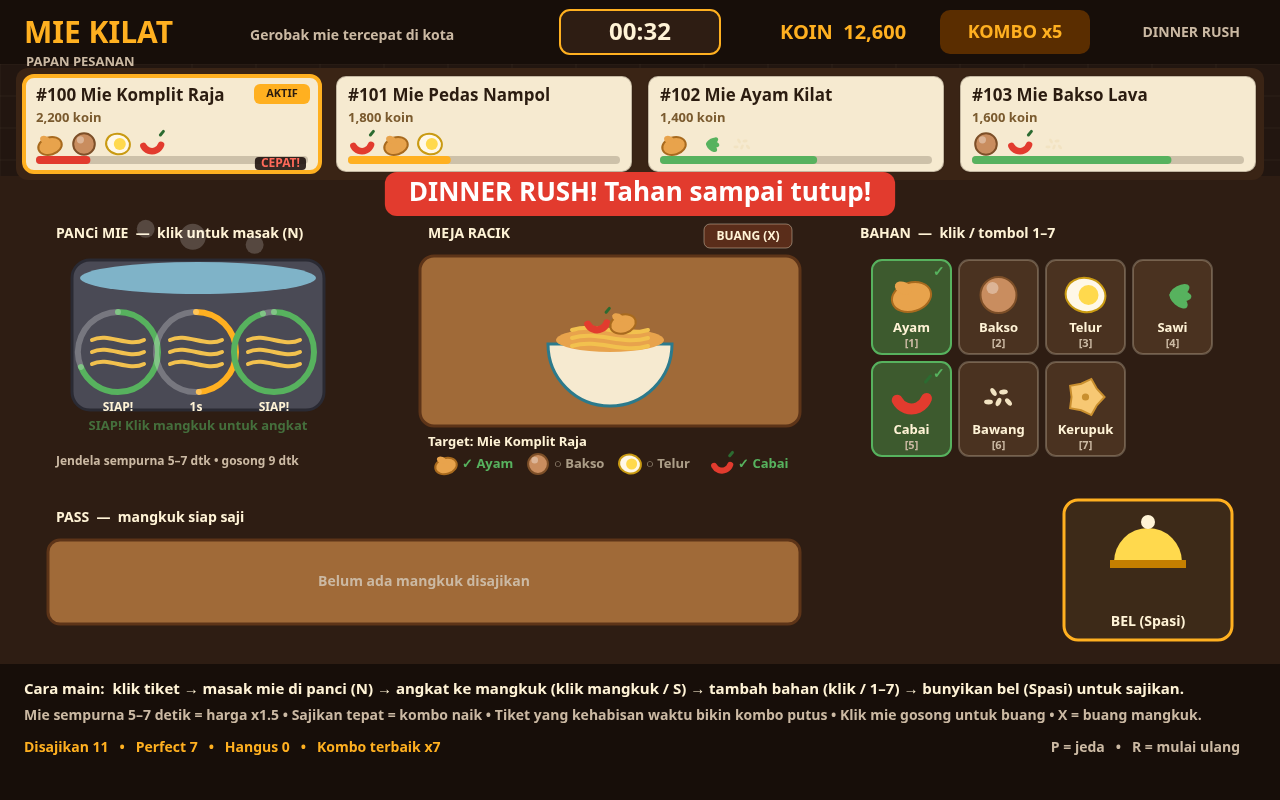 MIE KILAT
Gerobak mie tercepat di kota
00:32
KOIN 12,600
KOMBO x5
DINNER RUSH
PAPAN PESANAN
#100 Mie Komplit Raja
AKTIF
2,200 koin
CEPAT!
#101 Mie Pedas Nampol
1,800 koin
#102 Mie Ayam Kilat
1,400 koin
#103 Mie Bakso Lava
1,600 koin
DINNER RUSH! Tahan sampai tutup!
PANCi MIE — klik untuk masak (N)
SIAP!
1s
SIAP!
SIAP! Klik mangkuk untuk angkat
Jendela sempurna 5–7 dtk • gosong 9 dtk
MEJA RACIK
BUANG (X)
Target: Mie Komplit Raja
✓ Ayam
○ Bakso
○ Telur
✓ Cabai
BAHAN — klik / tombol 1–7
✓
Ayam
[1]
Bakso
[2]
Telur
[3]
Sawi
[4]
✓
Cabai
[5]
Bawang
[6]
Kerupuk
[7]
PASS — mangkuk siap saji
Belum ada mangkuk disajikan
BEL (Spasi)
Cara main: klik tiket → masak mie di panci (N) → angkat ke mangkuk (klik mangkuk / S) → tambah bahan (klik / 1–7) → bunyikan bel (Spasi) untuk sajikan.
Mie sempurna 5–7 detik = harga x1.5 • Sajikan tepat = kombo naik • Tiket yang kehabisan waktu bikin kombo putus • Klik mie gosong untuk buang • X = buang mangkuk.
Disajikan 11 • Perfect 7 • Hangus 0 • Kombo terbaik x7
P = jeda • R = mulai ulang